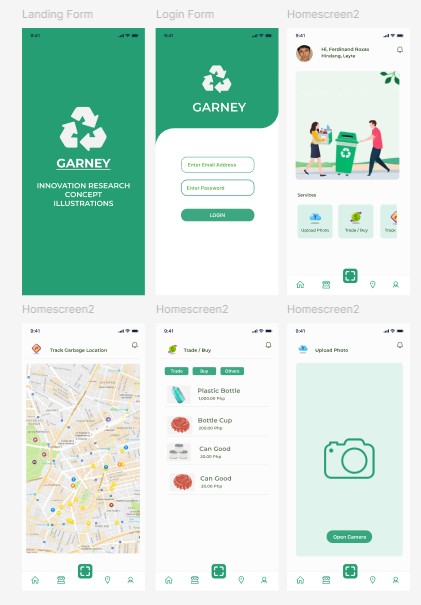 Landing Form
Login Form
Homescreen2
9:41
GARNEY
INNOVATION RESEARCH
CONCEPT
ILLUSTRATIONS
9:41
GARNEY
Enter Email Address
Enter Password
LOGIN
9:41
Hi, Ferdinand Roxas
Hindang, Leyte
Services
Upload Photo
Trade / Buy
Track
Homescreen2
Homescreen2
Homescreen2
9:41
Track Garbage Location
9:41
Trade / Buy
Trade
Buy
Others
Plastic Bottle
1,000.00 Php
Bottle Cup
200.00 Php
Can Good
20.00 Php
Can Good
20.00 Php
9:41
Upload Photo
Open Camera